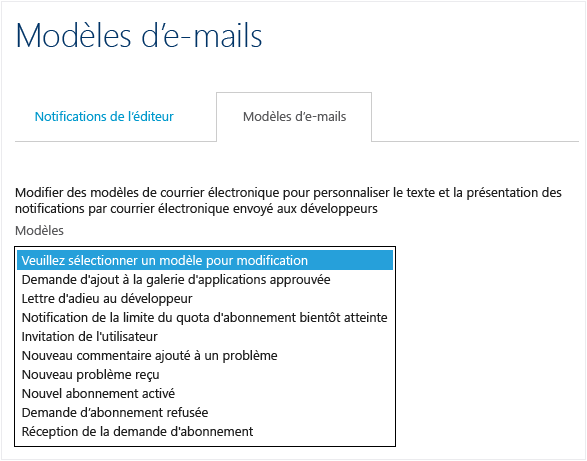 Modèles d’e-mails
Notifications de l’éditeur
Modèles d’e-mails
Modifier des modèles de courrier électronique pour personnaliser le texte et la présentation des
notifications par courrier électronique envoyé aux développeurs
Modèles
Veuillez sélectionner un modèle pour modification
Demande d'ajout à la galerie d'applications approuvée
Lettre d'adieu au développeur
Notification de la limite du quota d'abonnement bientôt atteinte
Invitation de l'utilisateur
Nouveau commentaire ajouté à un problème
Nouveau problème reçu
Nouvel abonnement activé
Demande d’abonnement refusée
Réception de la demande d'abonnement